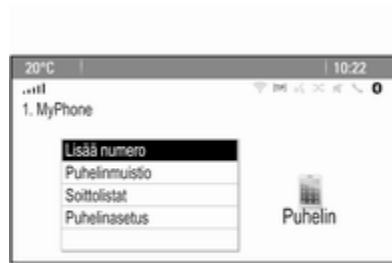 20°C 10:22
1. MyPhone
Lisää numero
Puhelinmuistio
Soittolistat
Puhelinasetus
Puhelin